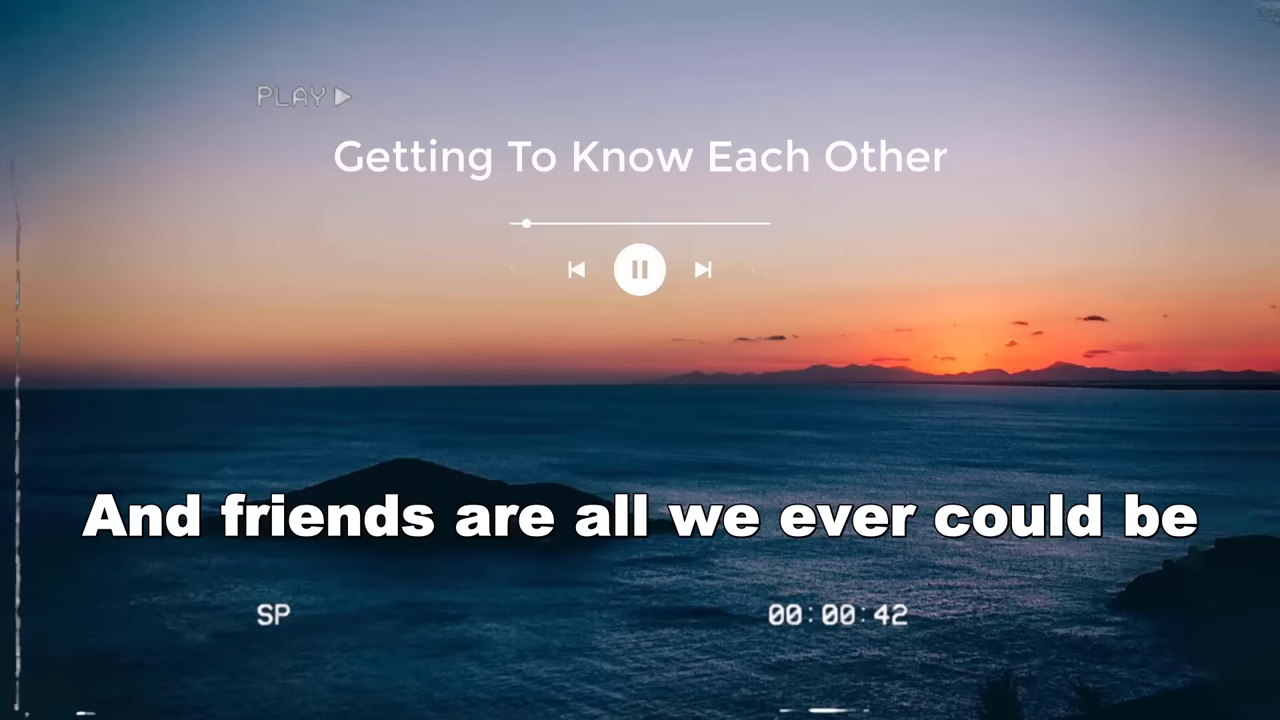 PLAY
Getting To Know Each Other
And friends are all we ever could be
SP
00:00:42